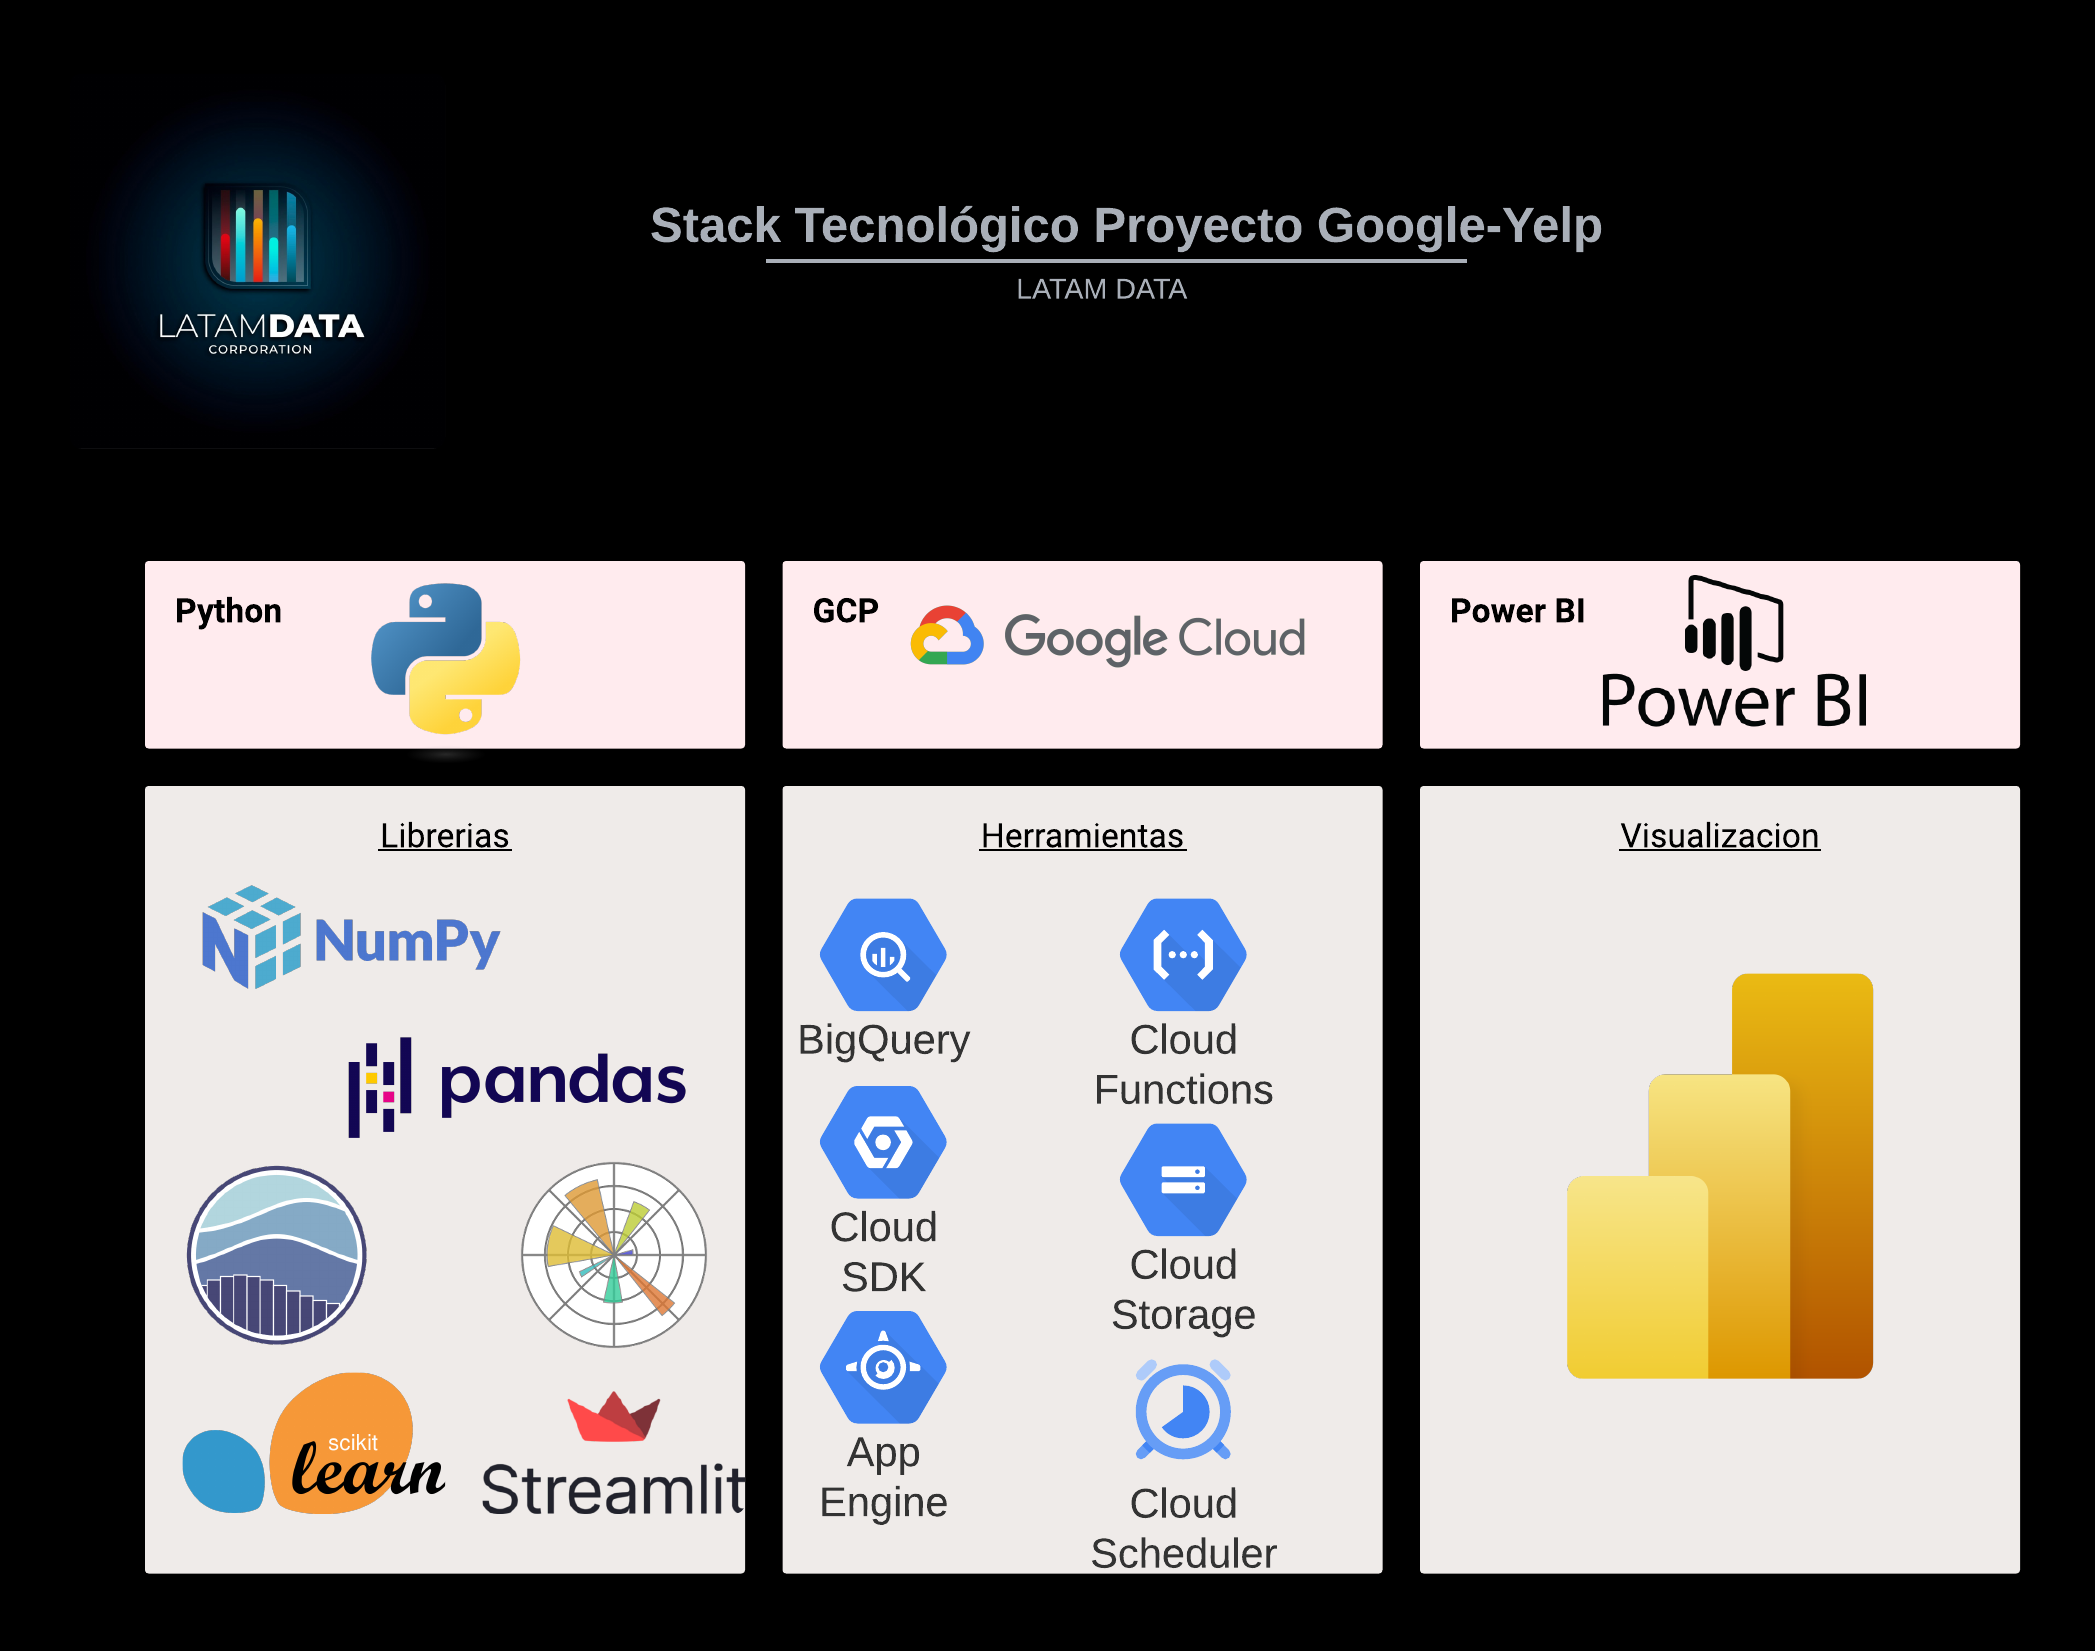 LATAMDATA
CORPORATION
Stack Tecnológico Proyecto Google-Yelp
LATAM DATA
Python
GCP
Google Cloud
Power BI
Power BI
Librerias
NumPy
pandas
scikit
learn
Streamlit
Herramientas
BigQuery
Cloud
Functions
Cloud
SDK
Cloud
Storage
App
Engine
Cloud
Scheduler
Visualizacion